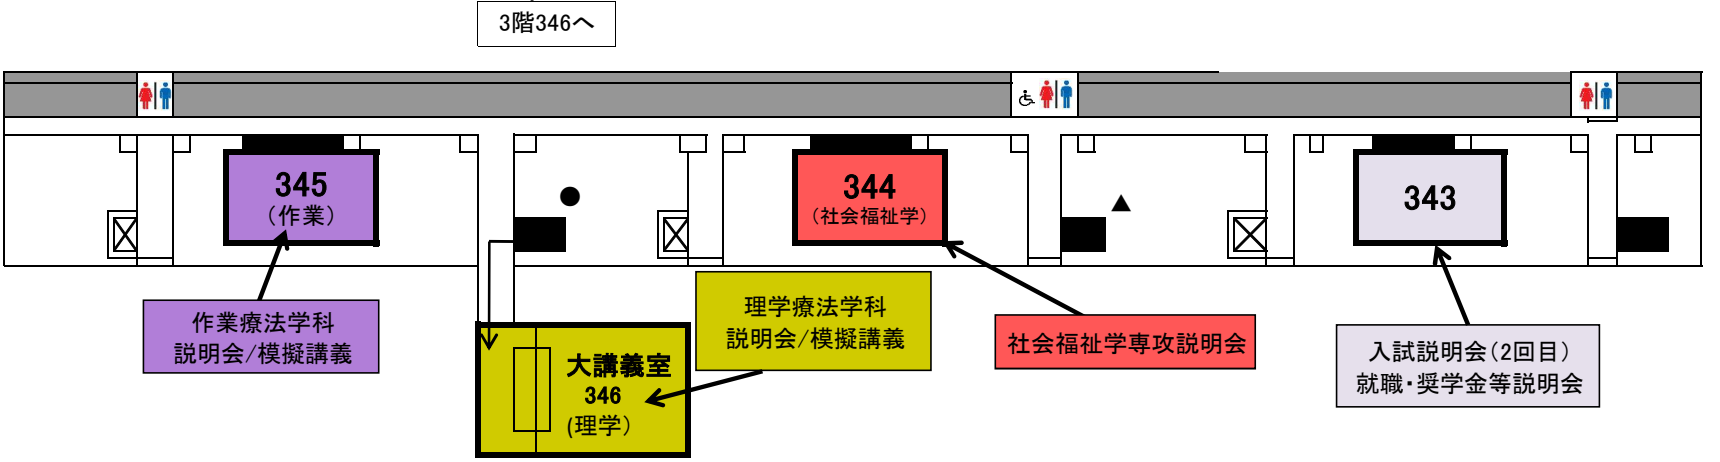 3階346へ
345
（作業）
344
（社会福祉学）
343
作業療法学科
説明会/模擬講義
大講義室
346
(理学）
理学療法学科
説明会/模擬講義
社会福祉学専攻説明会
入試説明会（2回目）
就職・奨学金等説明会